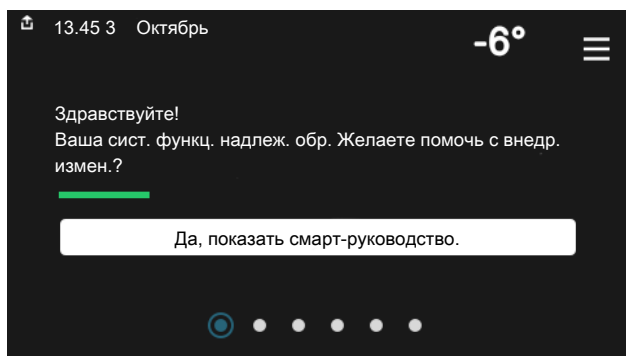 13.45 3 Октябрь
-6°
Здравствуйте!
Ваша сист. функц. надлеж. обр. Желаете помочь с внедр.
измен.?
Да, показать смарт-руководство.